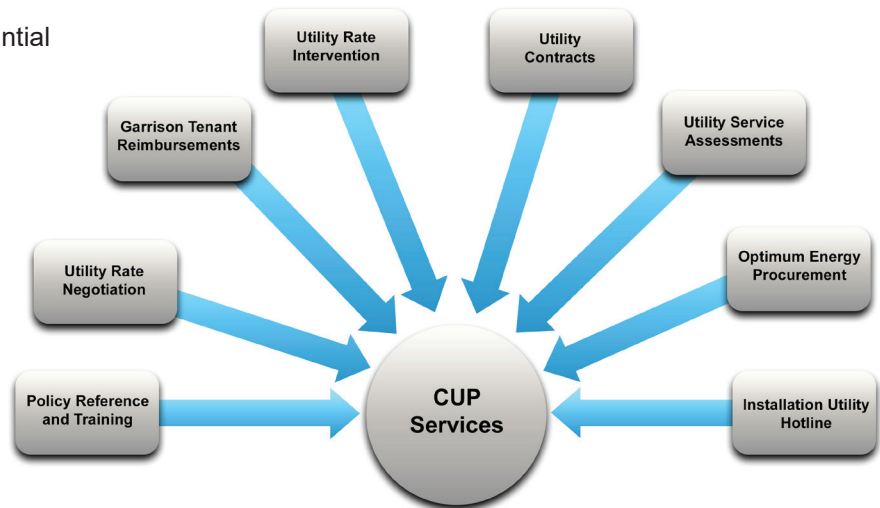 ntial
Utility Rate
Intervention
Utility
Contracts
Garrison Tenant
Reimbursements
Utility Service
Assessments
Utility Rate
Negotiation
Optimum Energy
Procurement
Policy Reference
and Training
CUP
Services
Installation Utility
Hotline